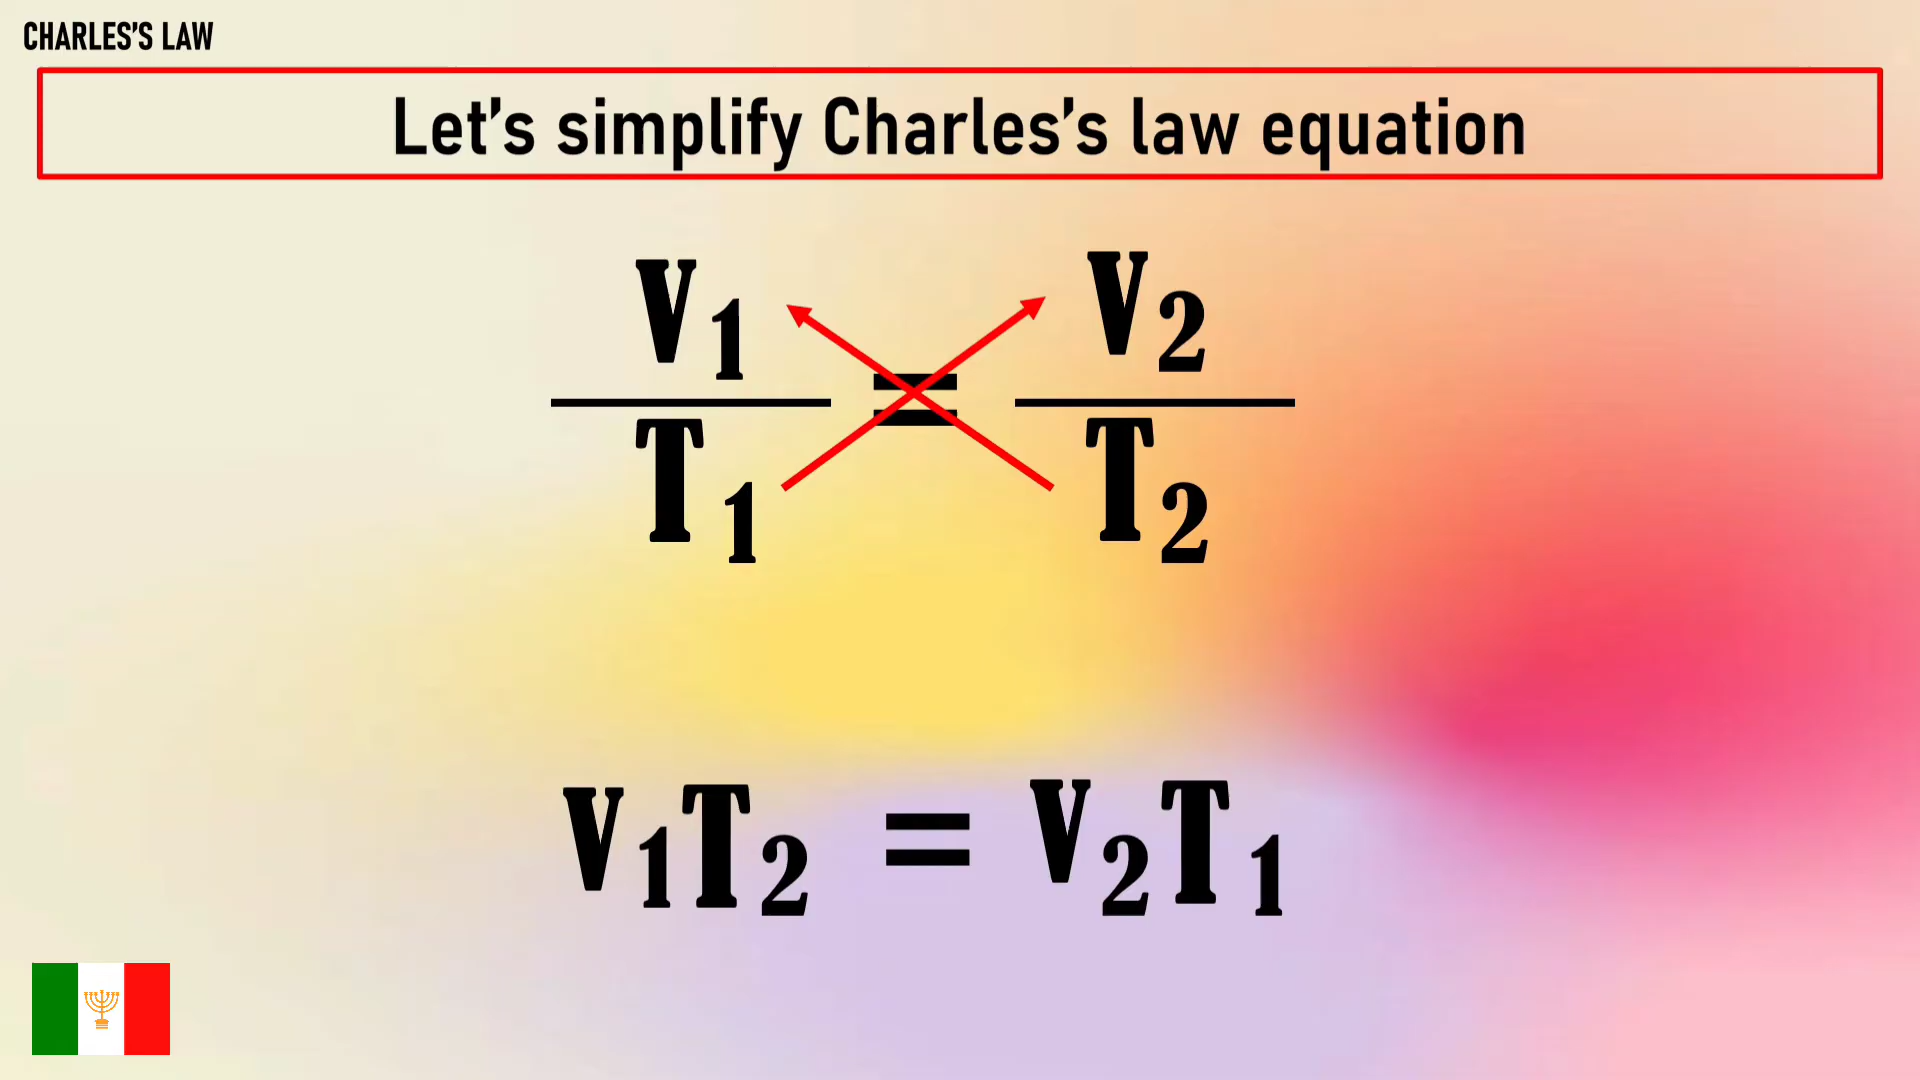 CHARLES'S LAW
Let's simplify Charles's law equation
V₁ = V₂
T₁ T₂
V₁T₂ = V₂T₁